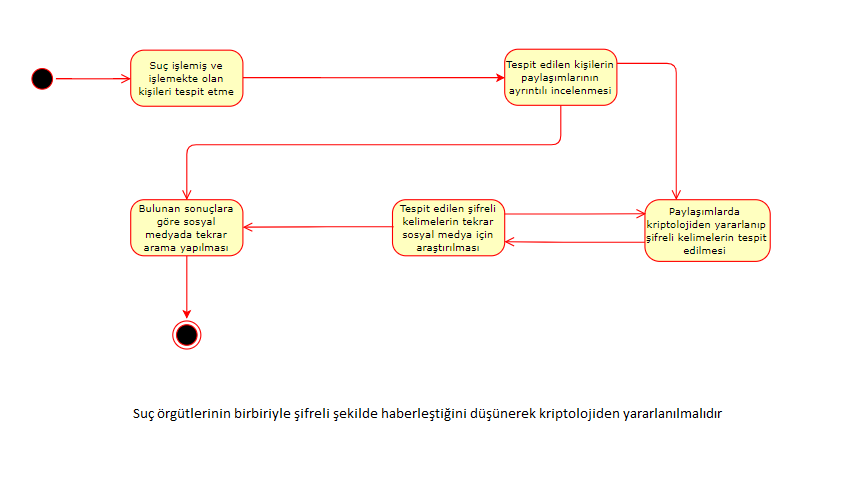 Suç işlemiş ve
işlemekte olan
kişileri tespit etme
Tespit edilen kişilerin
paylaşımlarının
ayrıntılı incelenmesi
Bulunan sonuçlara
göre sosyal
medyada tekrar
arama yapılması
Tespit edilen şifreli
kelimelerin tekrar
sosyal medya için
araştırılması
Paylaşımlarda
kriptolojiden yararlanıp
şifreli kelimelerin tespit
edilmesi
Suç örgütlerinin birbiriyle şifreli şekilde haberleştiğini düşünerek kriptolojiden yararlanılmalıdır